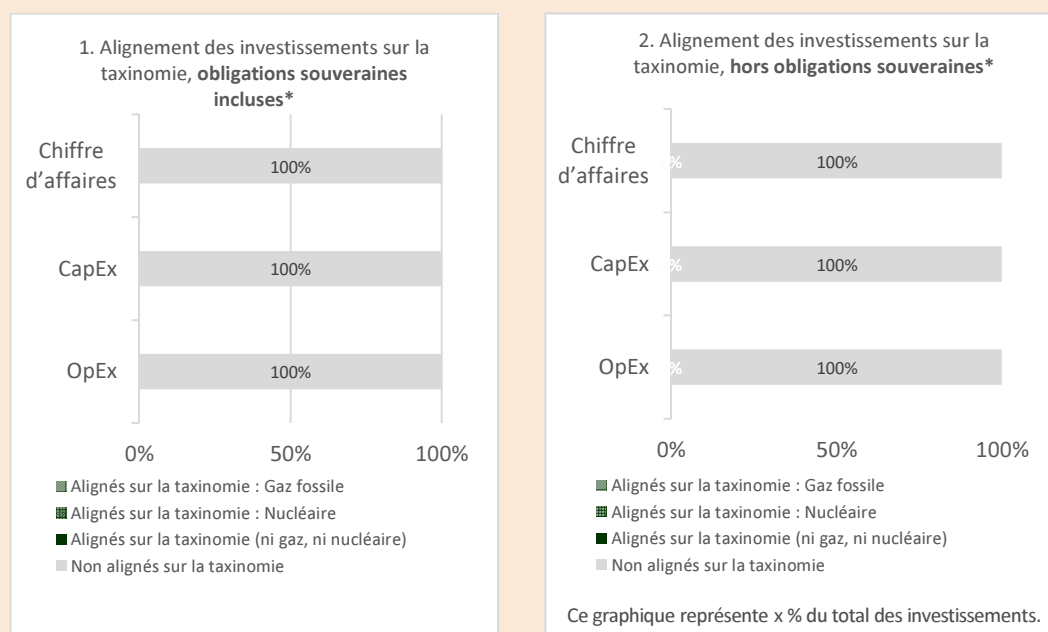 1. Alignement des investissements sur la
taxinomie, obligations souveraines
incluses*
Chiffre
d’affaires
100%
CapEx
100%
OpEx
100%
0%
50%
100%
Alignés sur la taxinomie : Gaz fossile
Alignés sur la taxinomie : Nucléaire
Alignés sur la taxinomie (ni gaz, ni nucléaire)
Non alignés sur la taxinomie
2. Alignement des investissements sur la
taxinomie, hors obligations souveraines*
Chiffre
d’affaires
%
100%
CapEx
%
100%
OpEx
%
100%
0%
50%
100%
Alignés sur la taxinomie : Gaz fossile
Alignés sur la taxinomie : Nucléaire
Alignés sur la taxinomie (ni gaz, ni nucléaire)
Non alignés sur la taxinomie
Ce graphique représente x % du total des investissements.